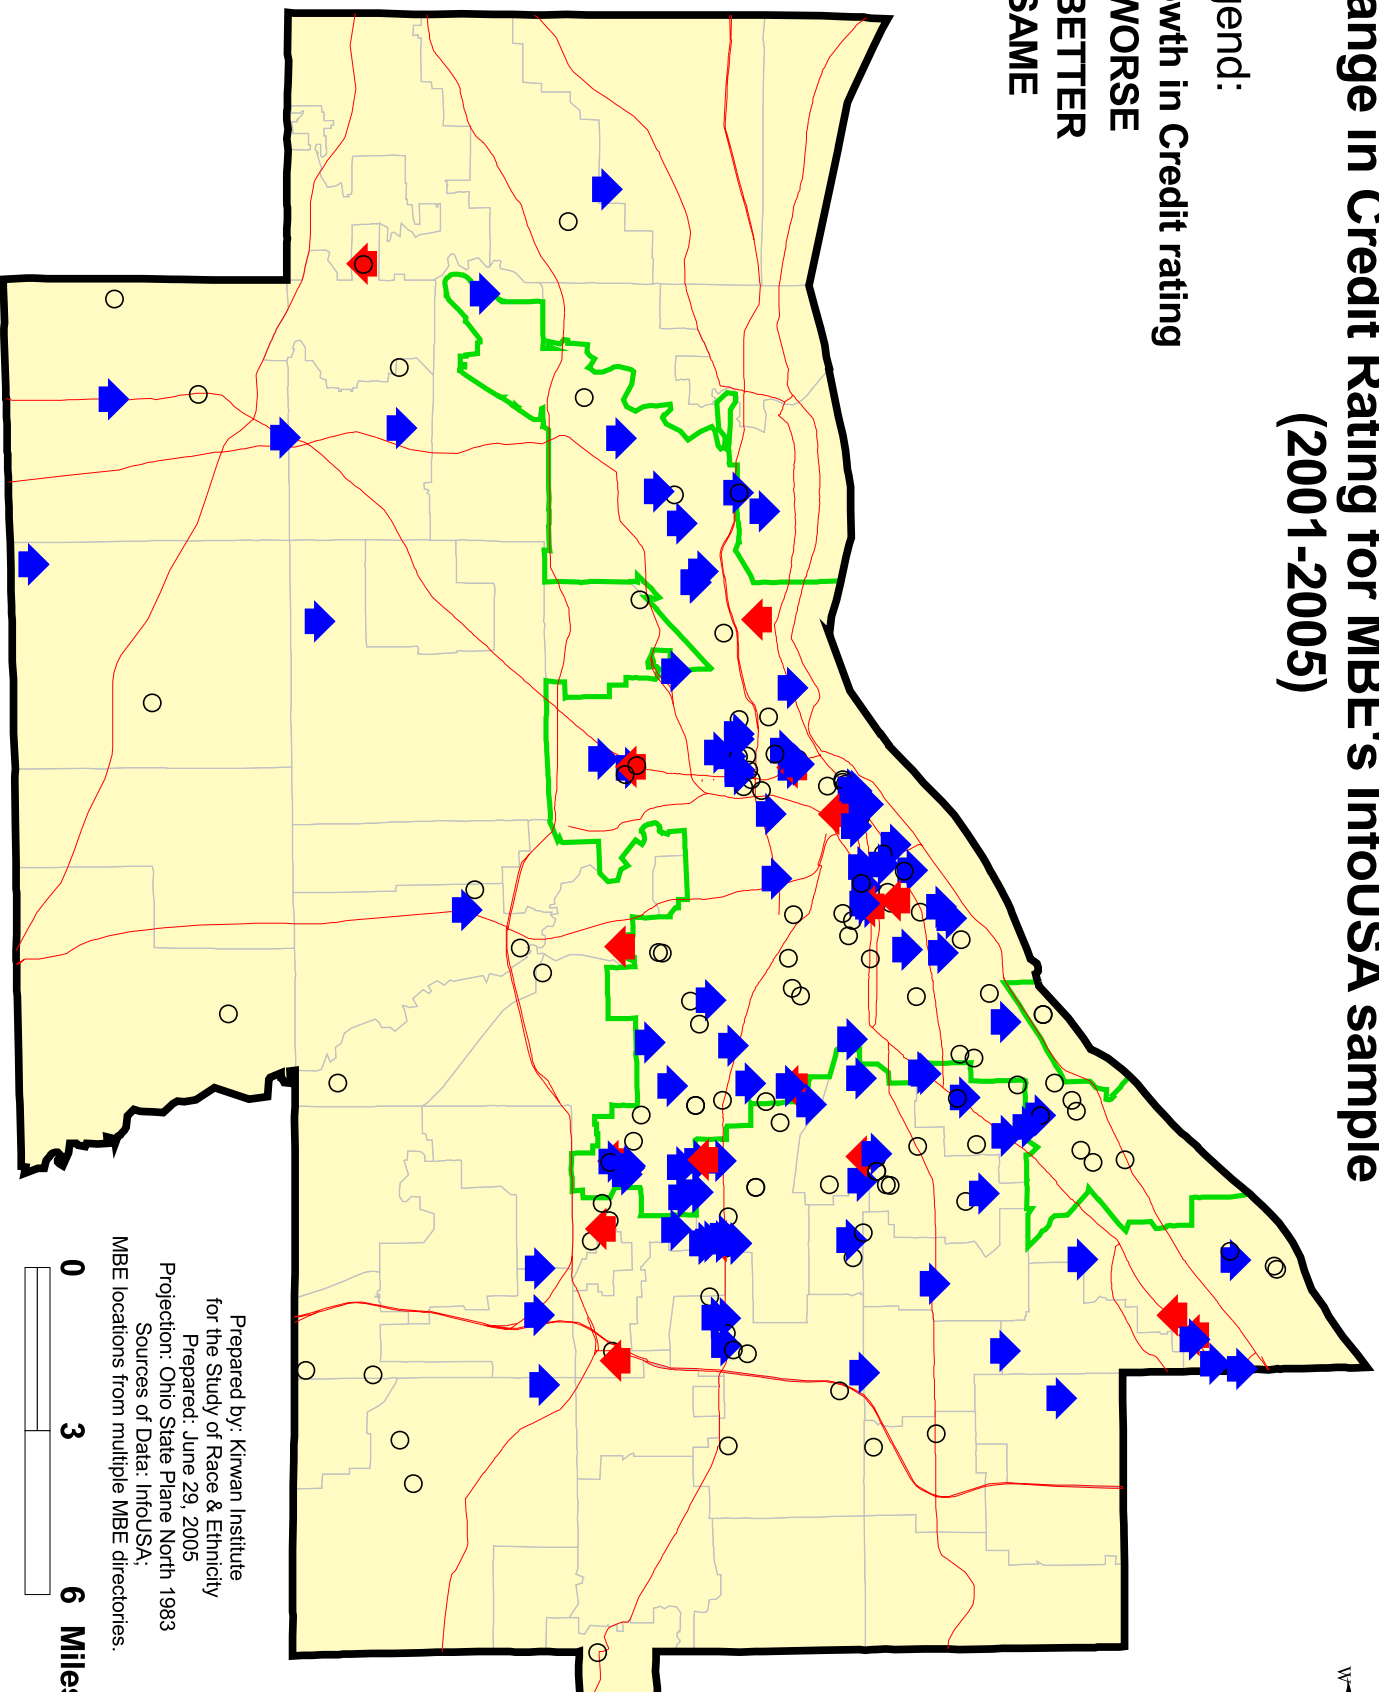 ange in Credit Rating for MBE's InfoUSA sample
(2001-2005)
gend:
owth in Credit rating
WORSE
BETTER
SAME
Prepared by: Kirwan Institute
for the Study of Race & Ethnicity
Prepared: June 29, 2005
Projection: Ohio State Plane North 1983
Sources of Data: InfoUSA;
MBE locations from multiple MBE directories.
0 3 6 Miles
W